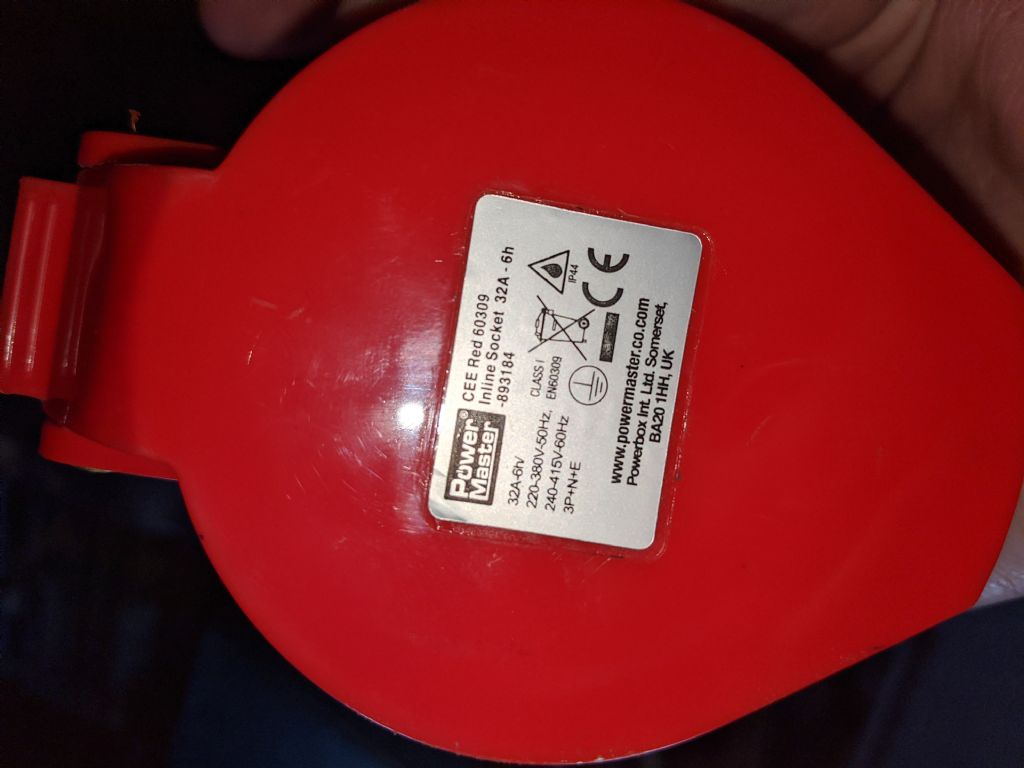 Power Master®
CEE Red 60309
Inline Socket 32A - 6h
-893184
32A-6h/
220-380V-50Hz,
240-415V-60Hz
3P+N+E
CLASS I
EN60309
IP44
CE
www.powermaster.co.com
Powerbox Int. Ltd. Somerset,
BA20 1HH, UK